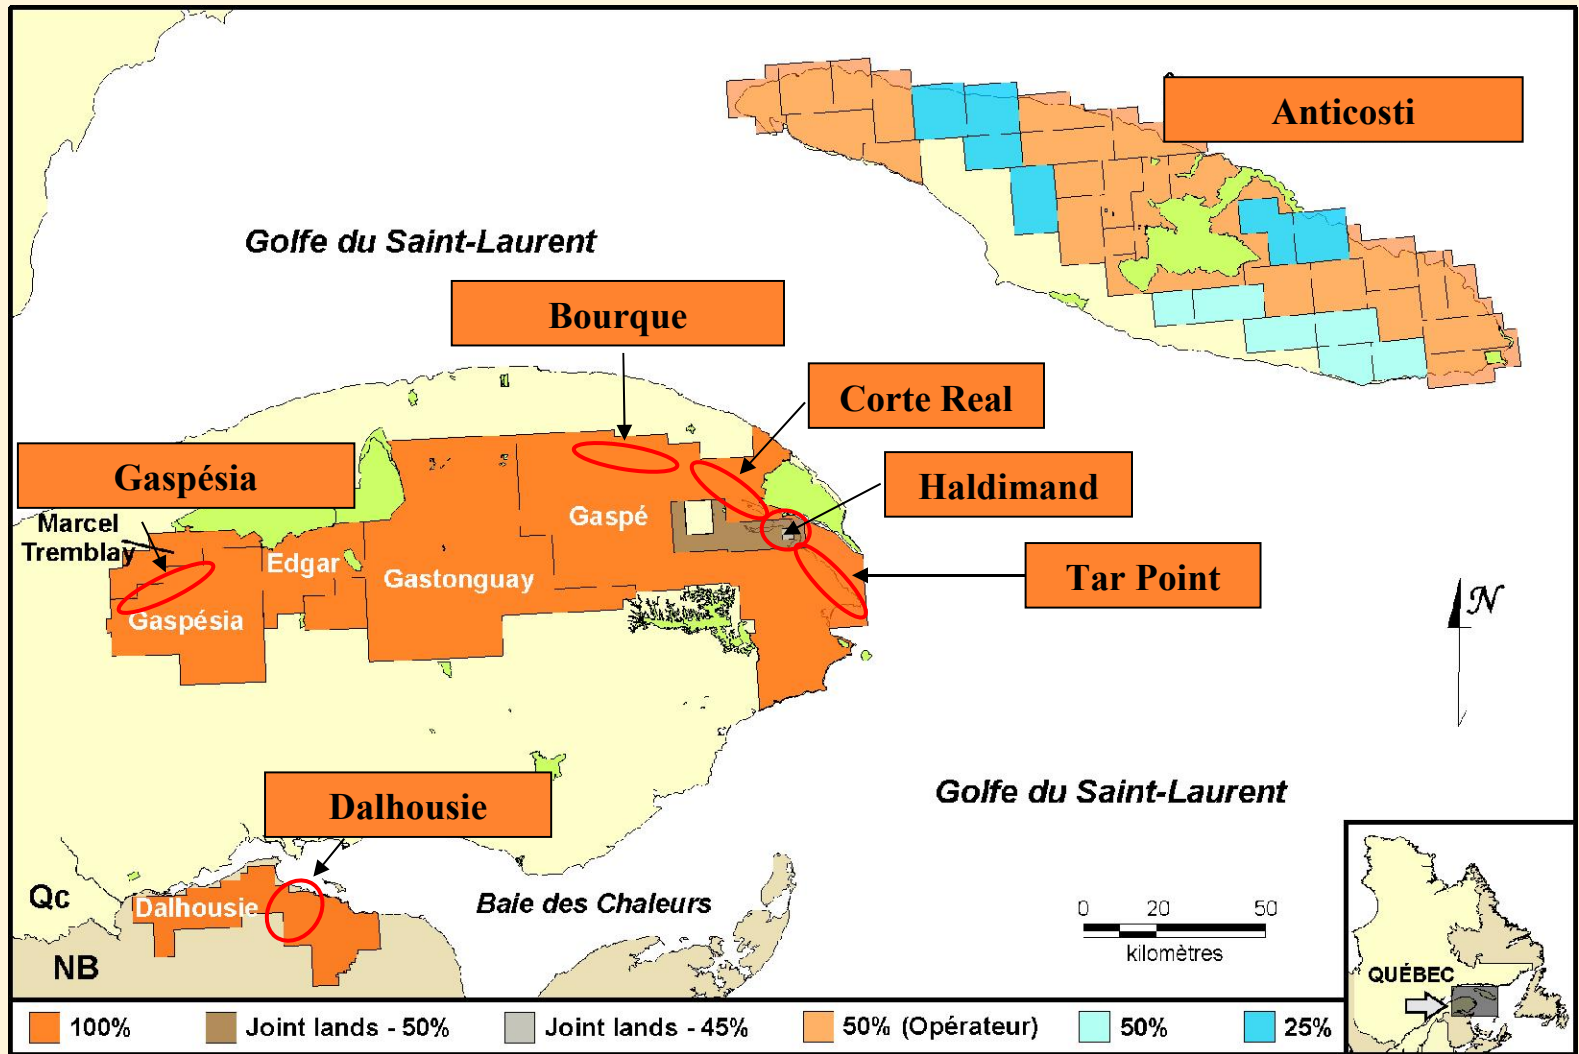 Anticosti
Golfe du Saint-Laurent
Bourque
Corte Real
Gaspésia
Haldimand
Marcel
Tremblay
Gaspé
Edgar
Gastonguay
Tar Point
Gaspésia
N
Golfe du Saint-Laurent
Dalhousie
Qc
Dalhousie
Baie des Chaleurs
0 20 50
kilomètres
NB
QUÉBEC
100%
Joint lands - 50%
Joint lands - 45%
50% (Opérateur)
50%
25%